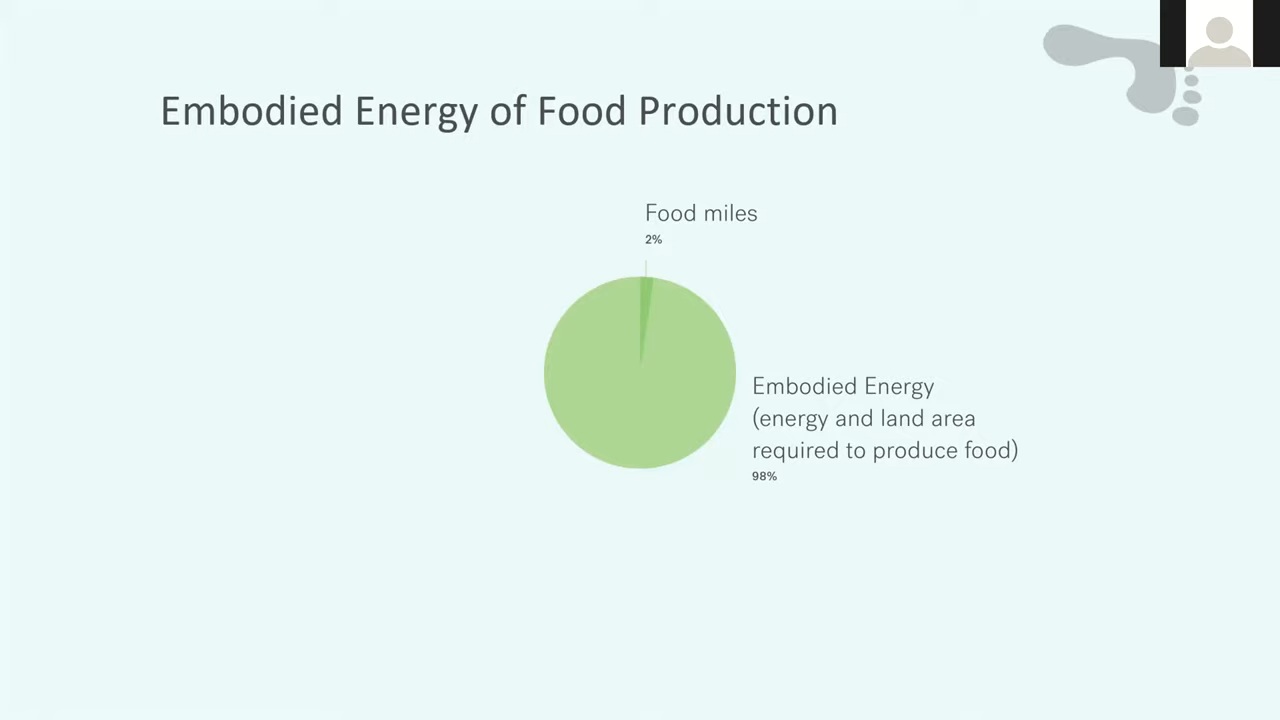 Embodied Energy of Food Production
Food miles
2%
Embodied Energy
(energy and land area
required to produce food)
98%